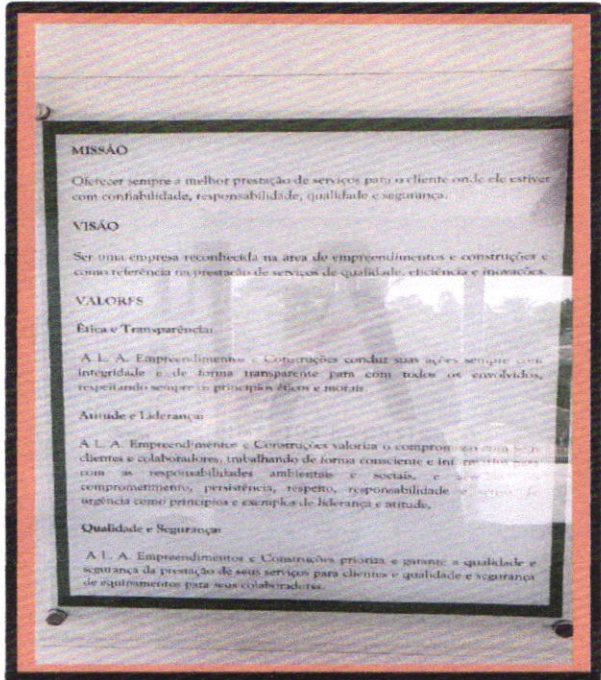 MISSÃO
Oferecer sempre a melhor prestação de serviços para o cliente onde ele estiver
com confiabilidade, responsabilidade, qualidade e segurança.
VISÃO
Ser uma empresa reconhecida na área de empreendimentos e construções e
como referência na prestação de serviços de qualidade, eficiência e inovações.
VALORES
Ética e Transparência:
A L. A. Empreendimentos e Construções conduz suas ações sempre com
integridade e de forma transparente para com todos os envolvidos,
respeitando sempre os princípios éticos e morais
Atitude e Liderança:
A L. A. Empreendimentos e Construções valoriza o compromisso com seus
clientes e colaboradores, trabalhando de forma consciente e
com as responsabilidades ambientais e sociais, e
comprometimento, persistência, respeito, responsabilidade e senso de
urgência como princípios e exemplos de liderança e atitude.
Qualidade e Segurança:
A L. A. Empreendimentos e Construções prioriza e garante a qualidade e
segurança da prestação de seus serviços para clientes e qualidade e segurança
de equipamentos para seus colaboradores.